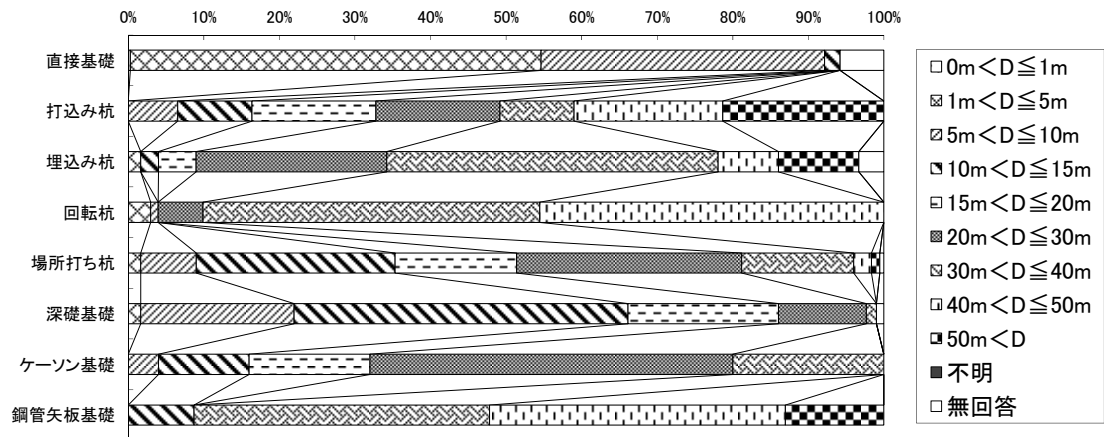 0% 10% 20% 30% 40% 50% 60% 70% 80% 90% 100%
直接基礎
打込み杭
埋込み杭
回転杭
場所打ち杭
深礎基礎
ケーソン基礎
鋼管矢板基礎
0m<D≦1m
1m<D≦5m
5m<D≦10m
10m<D≦15m
15m<D≦20m
20m<D≦30m
30m<D≦40m
40m<D≦50m
50m<D
不明
無回答